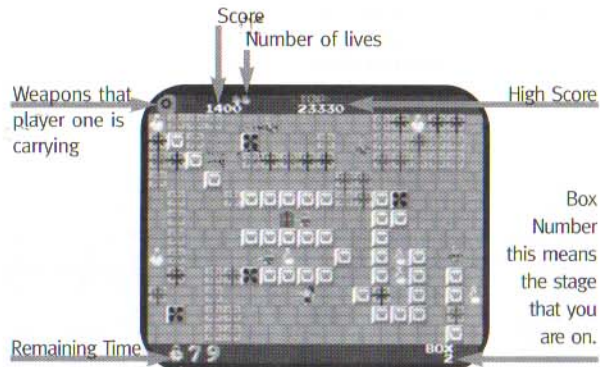 Score
Number of lives
Weapons that
player one is
carrying
High Score
1400
23330
Box
Number
this means
the stage
that you
are on.
Remaining Time
79
BOX
2